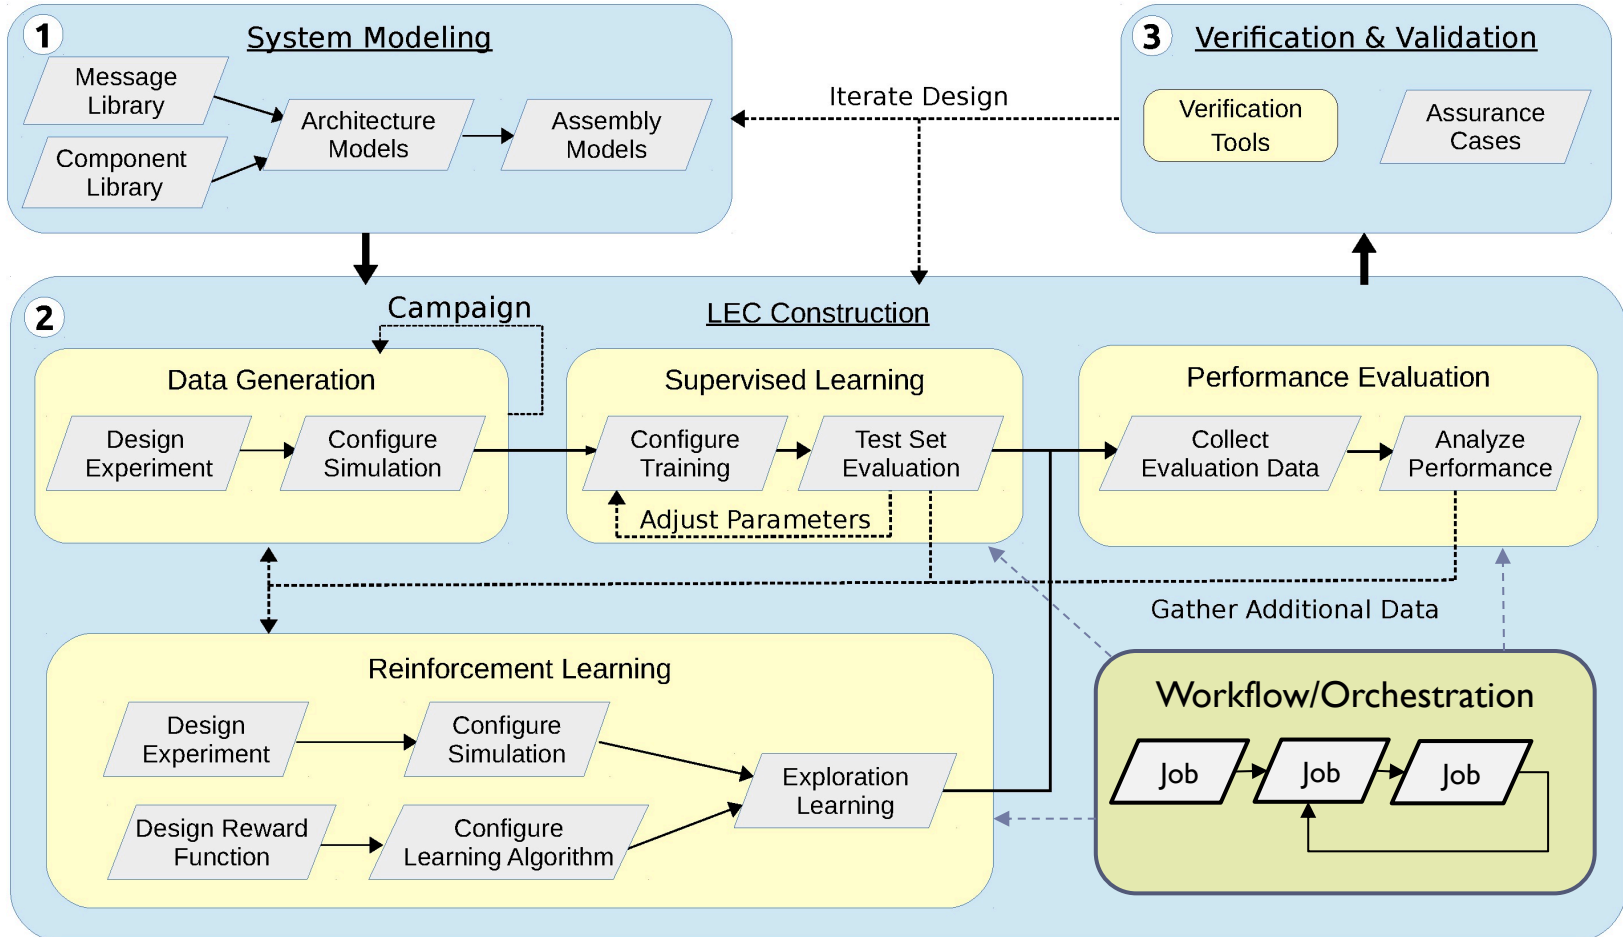 1
System Modeling
Message
Library
Component
Library
Architecture
Models
Assembly
Models
Iterate Design
3
Verification & Validation
Verification
Tools
Assurance
Cases
2
LEC Construction
Campaign
Data Generation
Design
Experiment
Configure
Simulation
Supervised Learning
Configure
Training
Test Set
Evaluation
Adjust Parameters
Performance Evaluation
Collect
Evaluation Data
Analyze
Performance
Gather Additional Data
Reinforcement Learning
Design
Experiment
Configure
Simulation
Design Reward
Function
Configure
Learning Algorithm
Exploration
Learning
Workflow/Orchestration
Job
Job
Job